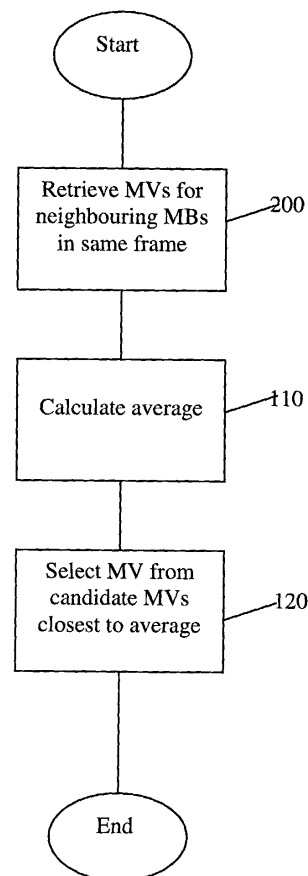 Start
Retrieve MVs for
neighbouring MBs
in same frame
200
Calculate average
110
Select MV from
candidate MVs
closest to average
120
End